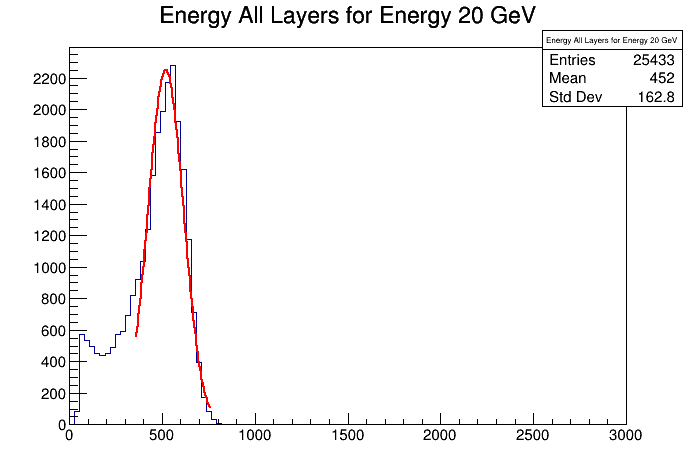 Energy All Layers for Energy 20 GeV
Energy All Layers for Energy 20 GeV
Entries 25433
Mean 452
Std Dev 162.8
2200
2000
1800
1600
1400
1200
1000
800
600
400
200
0
0 500 1000 1500 2000 2500 3000